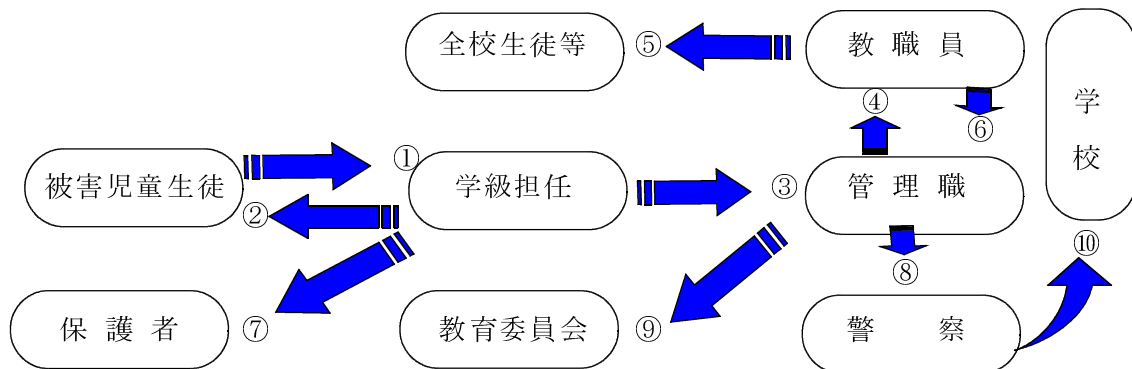 全校生徒等
⑤
教職員
④
⑥
学校
被害児童生徒
①
②
学級担任
③
管理職
⑧
⑩
保護者
⑦
教育委員会
⑨
警察